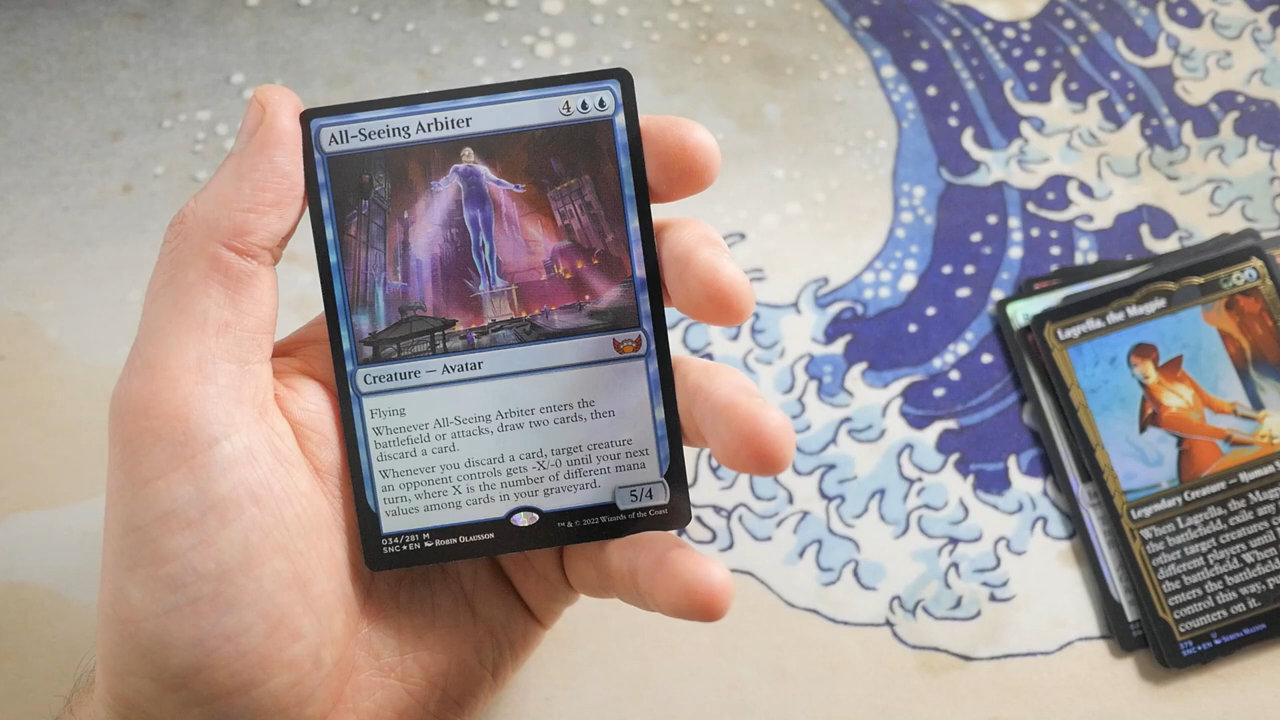 All-Seeing Arbiter 4
Creature — Avatar
Flying
Whenever All-Seeing Arbiter enters the
battlefield or attacks, draw two cards, then
discard a card.
Whenever you discard a card, target creature
an opponent controls gets -X/-0 until your next
turn, where X is the number of different mana
values among cards in your graveyard.
5/4
034/281 M
SNC★EN Robin Olausson
™ & © 2022 Wizards of the Coast
Lagrella, the Magpie
Legendary Creature — Human
When Lagrella, the Mag
the battlefield, exile any
other target creatures
different players until
the battlefield. When
enters the battlefield
control this way, p
counters on it.
SNC★EN